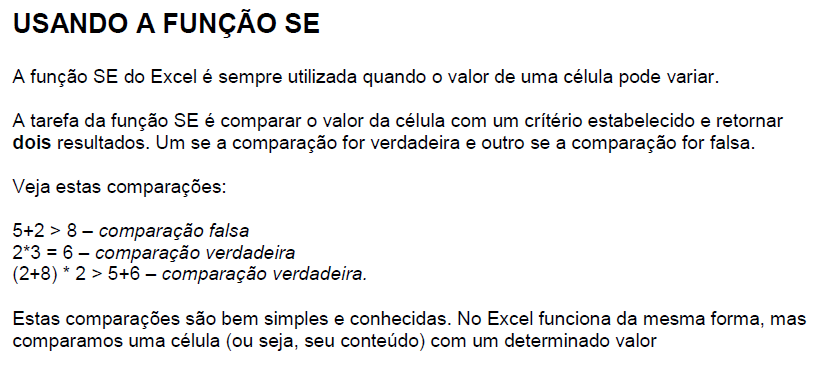 USANDO A FUNÇÃO SE
A função SE do Excel é sempre utilizada quando o valor de uma célula pode variar.
A tarefa da função SE é comparar o valor da célula com um crítério estabelecido e retornar
dois resultados. Um se a comparação for verdadeira e outro se a comparação for falsa.
Veja estas comparações:
5+2 > 8 – comparação falsa
2*3 = 6 – comparação verdadeira
(2+8) * 2 > 5+6 – comparação verdadeira.
Estas comparações são bem simples e conhecidas. No Excel funciona da mesma forma, mas
comparamos uma célula (ou seja, seu conteúdo) com um determinado valor